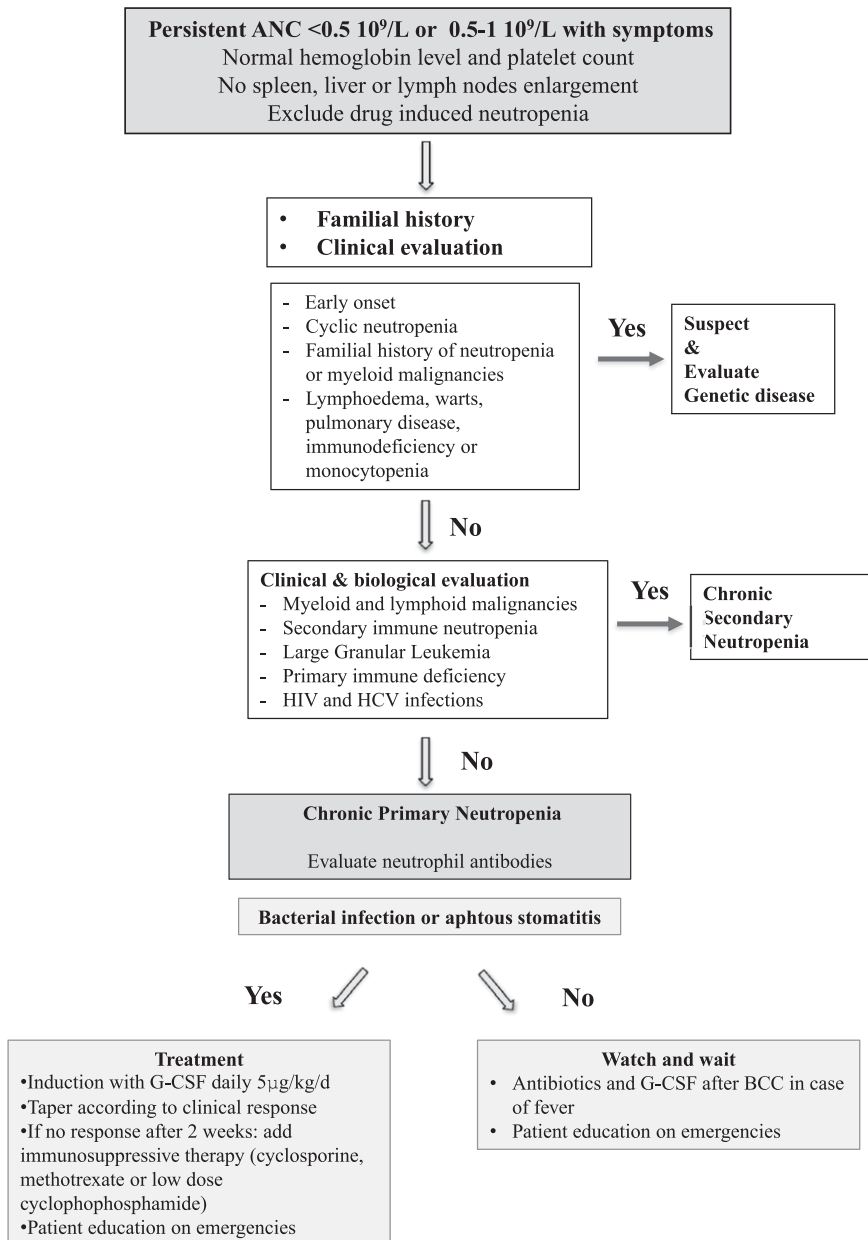 Persistent ANC <0.5 10⁹/L or 0.5-1 10⁹/L with symptoms
Normal hemoglobin level and platelet count
No spleen, liver or lymph nodes enlargement
Exclude drug induced neutropenia
• Familial history
• Clinical evaluation
- Early onset
- Cyclic neutropenia
- Familial history of neutropenia
or myeloid malignancies
- Lymphoedema, warts,
pulmonary disease,
immunodeficiency or
monocytopenia
Yes
Suspect
&
Evaluate
Genetic disease
No
Clinical & biological evaluation
- Myeloid and lymphoid malignancies
- Secondary immune neutropenia
- Large Granular Leukemia
- Primary immune deficiency
- HIV and HCV infections
Yes
Chronic
Secondary
Neutropenia
No
Chronic Primary Neutropenia
Evaluate neutrophil antibodies
Bacterial infection or aphtous stomatitis
Yes
No
Treatment
•Induction with G-CSF daily 5µg/kg/d
•Taper according to clinical response
•If no response after 2 weeks: add
immunosuppressive therapy (cyclosporine,
methotrexate or low dose
cyclophophosphamide)
•Patient education on emergencies
Watch and wait
• Antibiotics and G-CSF after BCC in case
of fever
• Patient education on emergencies